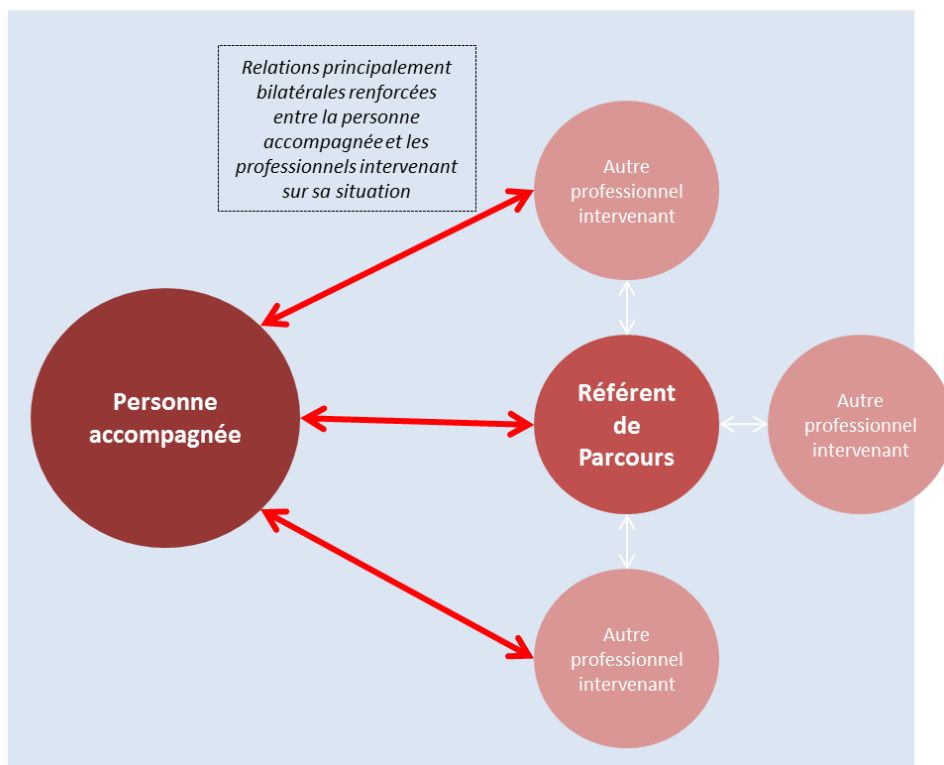 Relations principalement
bilatérales renforcées
entre la personne
accompagnée et les
professionnels intervenant
sur sa situation
Autre
professionnel
intervenant
Personne
accompagnée
Référent
de
Parcours
Autre
professionnel
intervenant
Autre
professionnel
intervenant